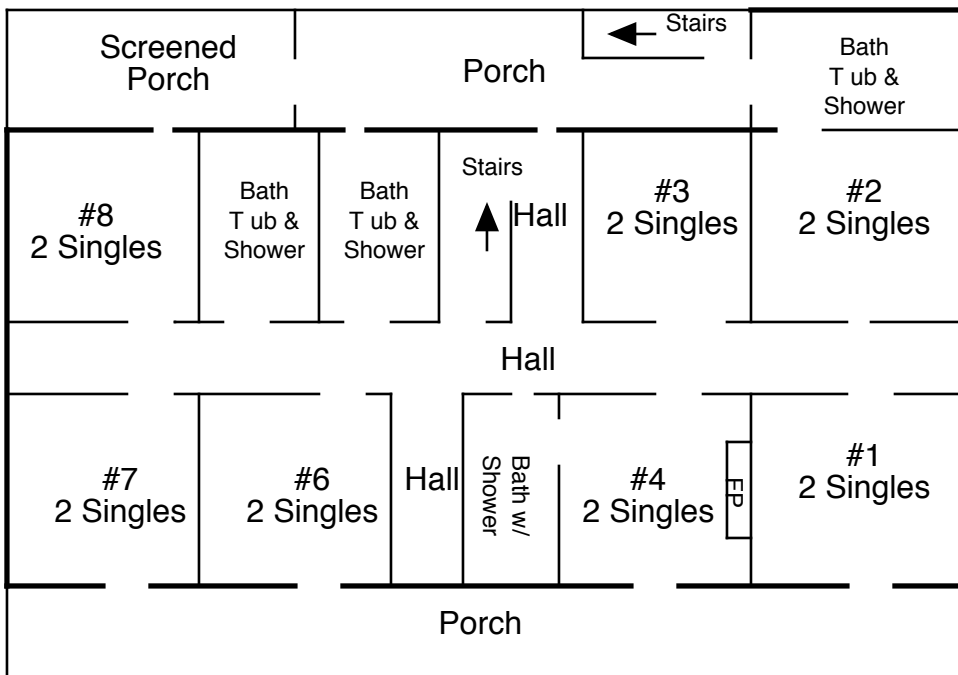 Screened
Porch
Porch
Stairs
Bath
T ub &
Shower
#8
2 Singles
Bath
T ub &
Shower
Bath
T ub &
Shower
Stairs
Hall
#3
2 Singles
#2
2 Singles
Hall
#7
2 Singles
#6
2 Singles
Hall
Bath w/
Shower
#4
2 Singles
FP
#1
2 Singles
Porch